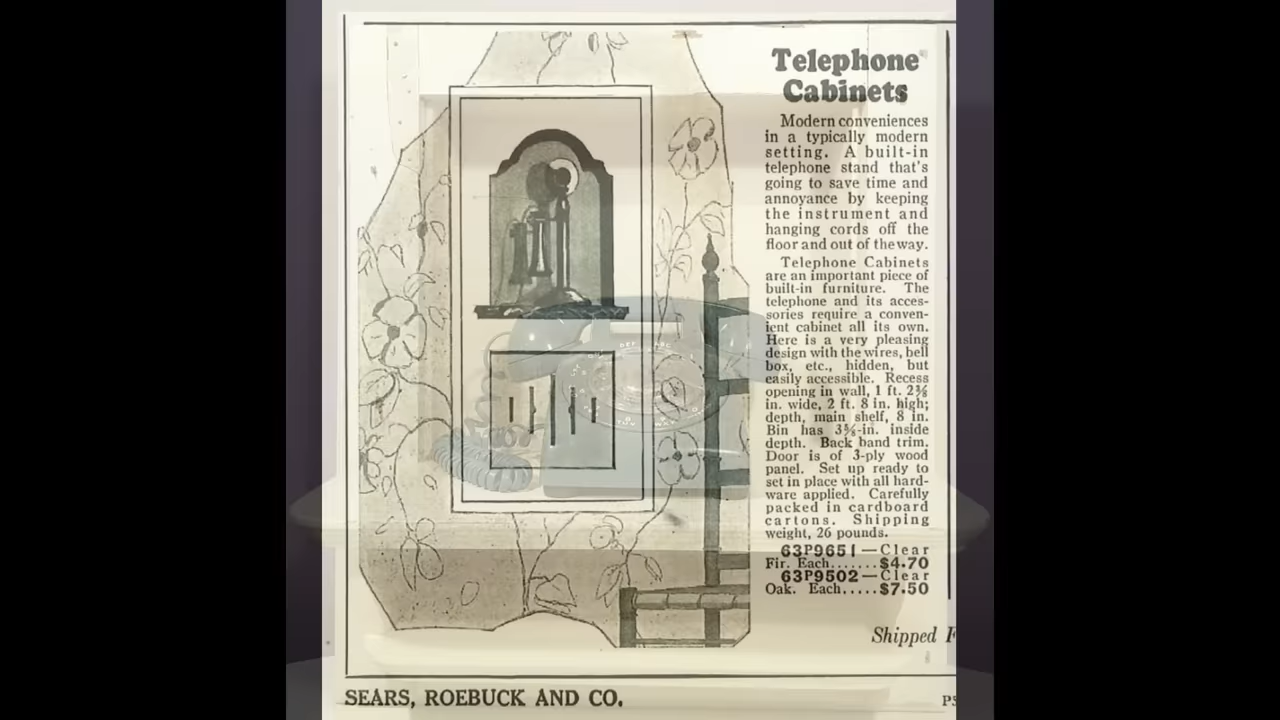 Telephone
Cabinets
Modern conveniences
in a typically modern
setting. A built-in
telephone stand that's
going to save time and
annoyance by keeping
the instrument and
hanging cords off the
floor and out of the way.
Telephone Cabinets
are an important piece of
built-in furniture. The
telephone and its acces-
sories require a conven-
ient cabinet all its own.
Here is a very pleasing
design with the wires, bell
box, etc., hidden, but
easily accessible. Recess
opening in wall, 1 ft. 2⅜
in. wide, 2 ft. 8 in. high;
depth, main shelf, 8 in.
Bin has 3⅝-in. inside
depth. Back band trim.
Door is of 3-ply wood
panel. Set up ready to
set in place with all hard-
ware applied. Carefully
packed in cardboard
cartons. Shipping
weight, 26 pounds.
63P9651—Clear
Fir. Each.......$4.70
63P9502—Clear
Oak. Each.....$7.50
Shipped
SEARS, ROEBUCK AND CO.